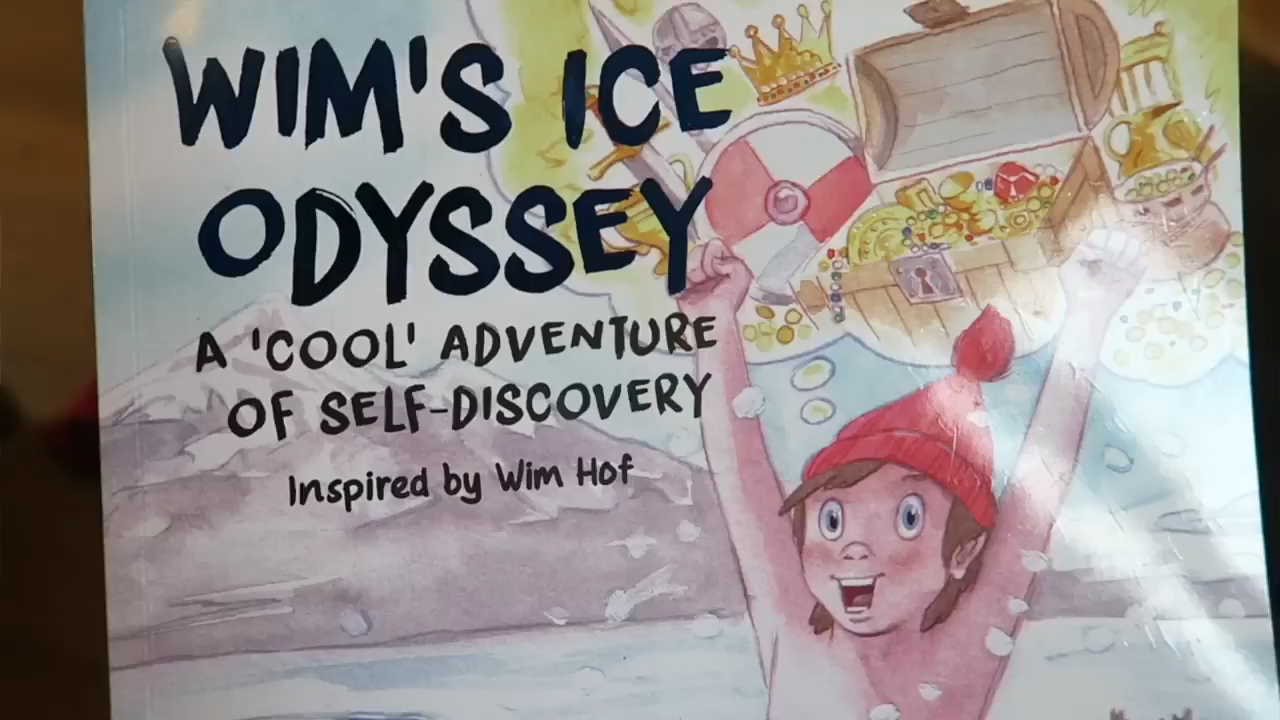 WIM'S ICE
ODYSSEY
A 'COOL' ADVENTURE
OF SELF-DISCOVERY
Inspired by Wim Hof